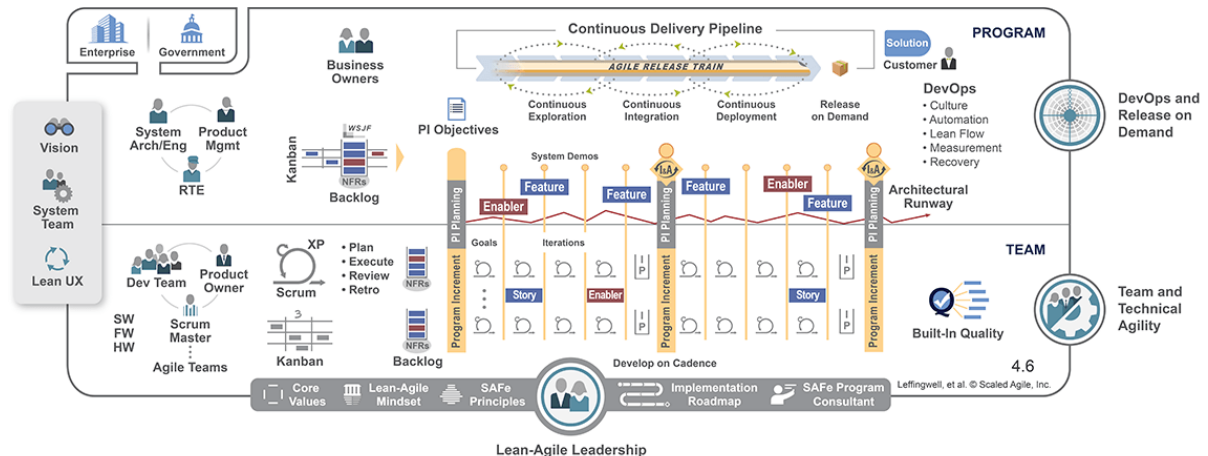 Enterprise
Government
Business
Owners
Continuous Delivery Pipeline
AGILE RELEASE TRAIN
Continuous
Exploration
Continuous
Integration
Continuous
Deployment
Release
on Demand
Solution
Customer
PROGRAM
DevOps
• Culture
• Automation
• Lean Flow
• Measurement
• Recovery
DevOps and
Release on
Demand
Vision
System
Team
Lean UX
System
Arch/Eng
Product
Mgmt
RTE
Kanban
WSJF
NFRs
Backlog
PI Objectives
System Demos
PI Planning
Enabler
Feature
Feature
I&A
PI Planning
Feature
Enabler
Feature
I&A
PI Planning
Architectural
Runway
Dev Team
Product
Owner
Scrum
Master
Agile Teams
SW
FW
HW
XP
Scrum
• Plan
• Execute
• Review
• Retro
3
Kanban
NFRs
NFRs
Backlog
Program Increment
Goals
Iterations
Story
Enabler
I P
I P
Program Increment
Story
I P
I P
Program Increment
Develop on Cadence
TEAM
Built-In Quality
Team and
Technical
Agility
4.6
Leffingwell, et al. © Scaled Agile, Inc.
Core
Values
Lean-Agile
Mindset
SAFe
Principles
Implementation
Roadmap
SAFe Program
Consultant
Lean-Agile Leadership